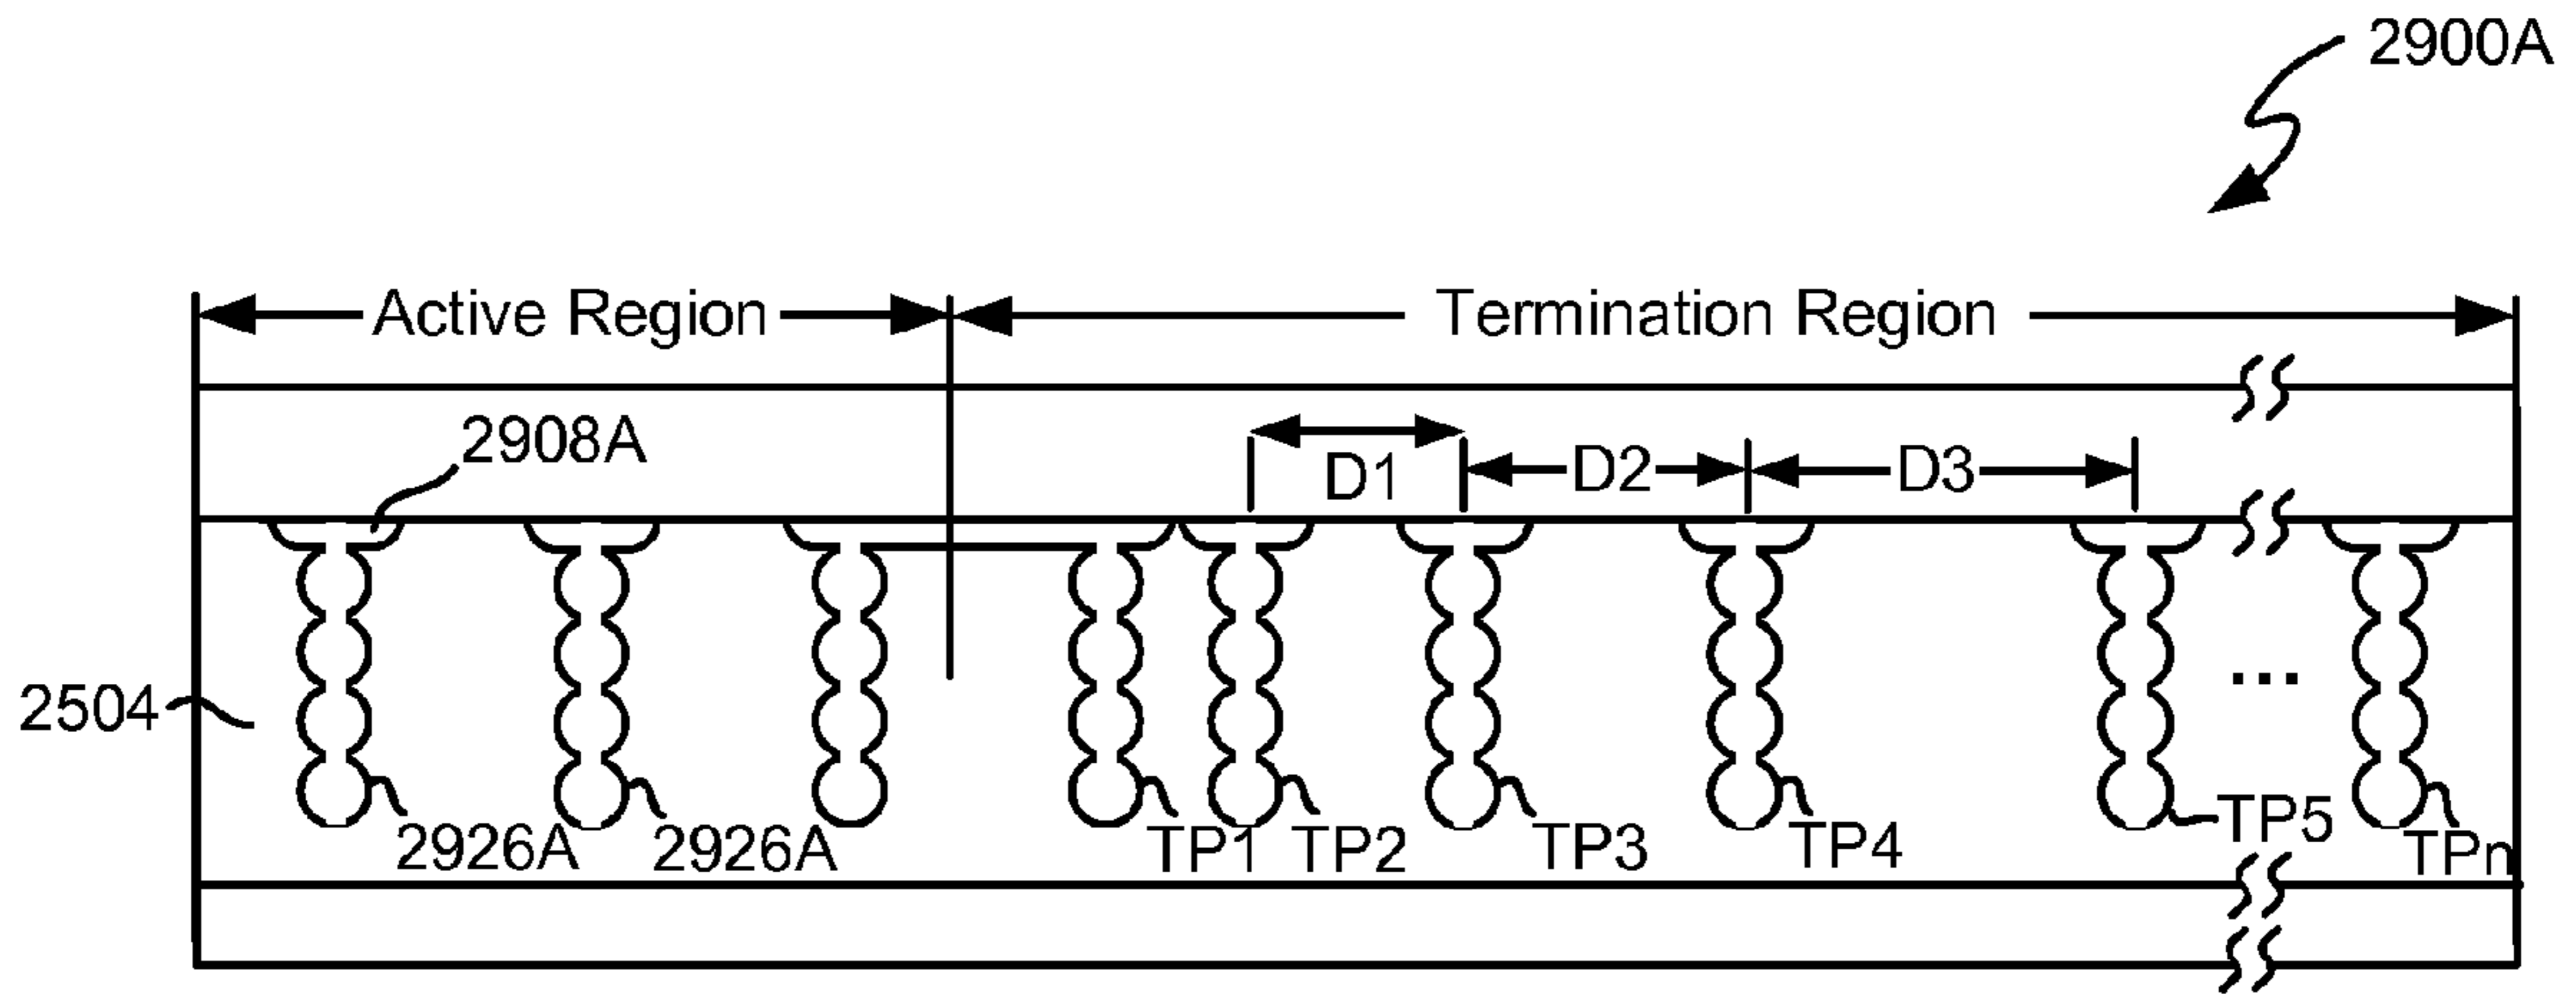 2900A
Active Region
Termination Region
2908A
D1
D2
D3
2504
2926A
2926A
TP1
TP2
TP3
TP4
TP5
...
TPn